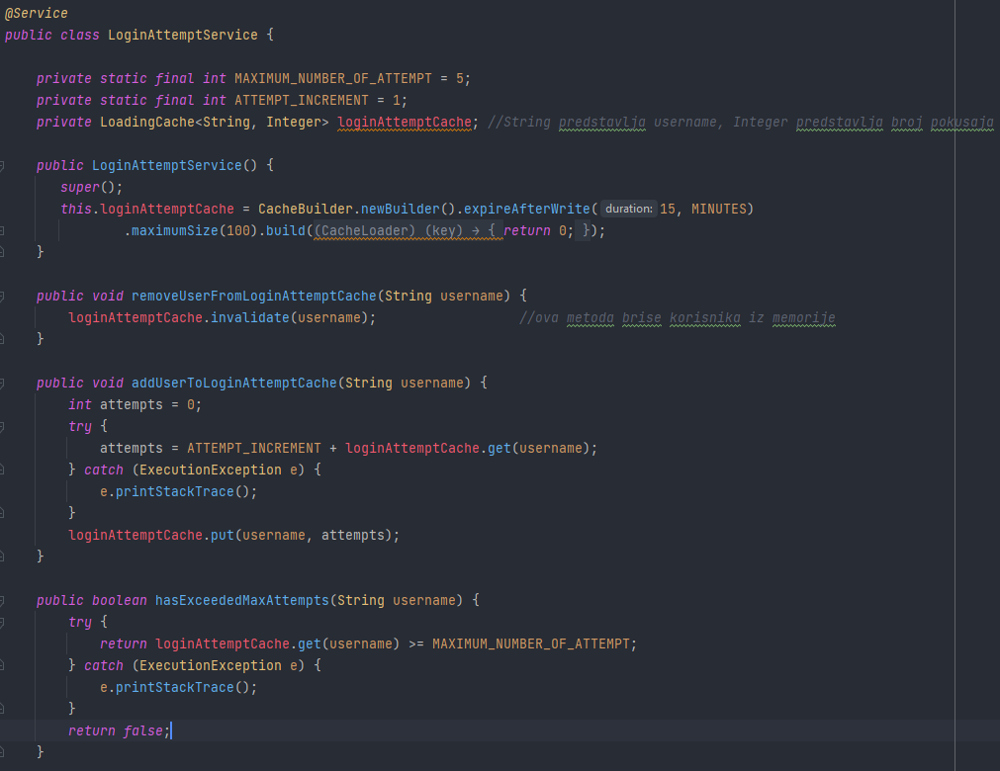 @Service
public class LoginAttemptService {
private static final int MAXIMUM_NUMBER_OF_ATTEMPT = 5;
private static final int ATTEMPT_INCREMENT = 1;
private LoadingCache<String, Integer> loginAttemptCache; //String predstavlja username, Integer predstavlja broj pokusaja
public LoginAttemptService() {
super();
this.loginAttemptCache = CacheBuilder.newBuilder().expireAfterWrite( duration: 15, MINUTES)
.maximumSize(100).build((CacheLoader) (key) → { return 0; });
}
public void removeUserFromLoginAttemptCache(String username) {
loginAttemptCache.invalidate(username); //ova metoda brise korisnika iz memorije
}
public void addUserToLoginAttemptCache(String username) {
int attempts = 0;
try {
attempts = ATTEMPT_INCREMENT + loginAttemptCache.get(username);
} catch (ExecutionException e) {
e.printStackTrace();
}
loginAttemptCache.put(username, attempts);
}
public boolean hasExceededMaxAttempts(String username) {
try {
return loginAttemptCache.get(username) >= MAXIMUM_NUMBER_OF_ATTEMPT;
} catch (ExecutionException e) {
e.printStackTrace();
}
return false;
}